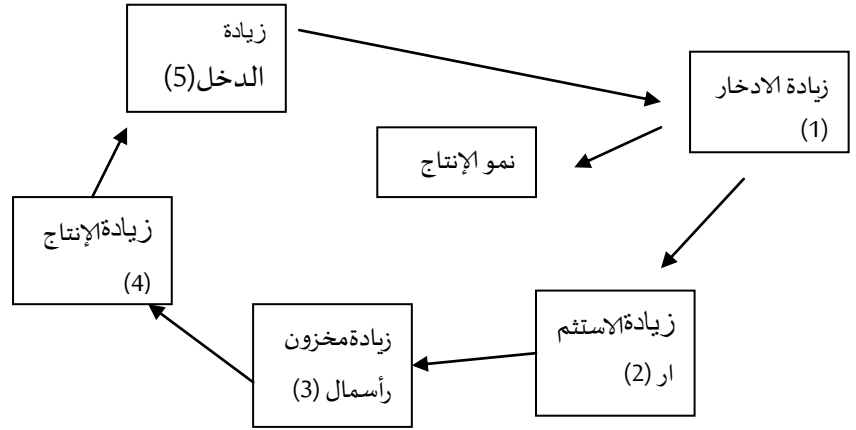 زيادة
الدخل(5)
زيادة الادخار
(1)
نمو الإنتاج
زيادةالإنتاج
(4)
زيادةالاستثم
ار (2)
زيادةمخزون
رأسمال (3)